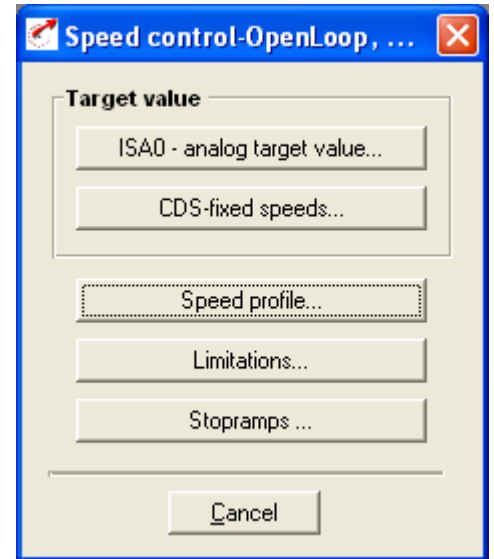 Speed control-OpenLoop, ...
Target value
ISA0 - analog target value...
CDS-fixed speeds...
Speed profile...
Limitations...
Stopramps ...
Cancel